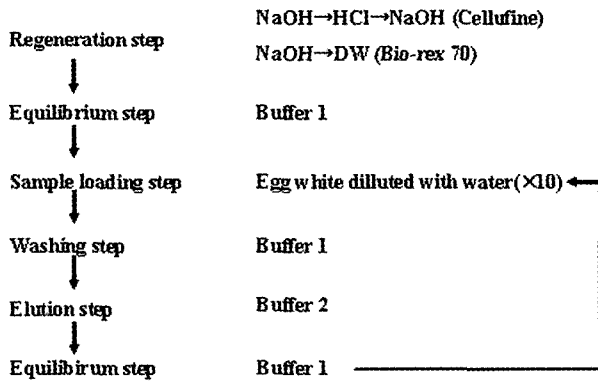 NaOH→HCl→NaOH (Cellufine)
Regeneration step
NaOH→DW (Bio-rex 70)
Equilibrium step Buffer 1
Sample loading step Egg white dilluted with water(×10)
Washing step Buffer 1
Elution step Buffer 2
Equilibirum step Buffer 1